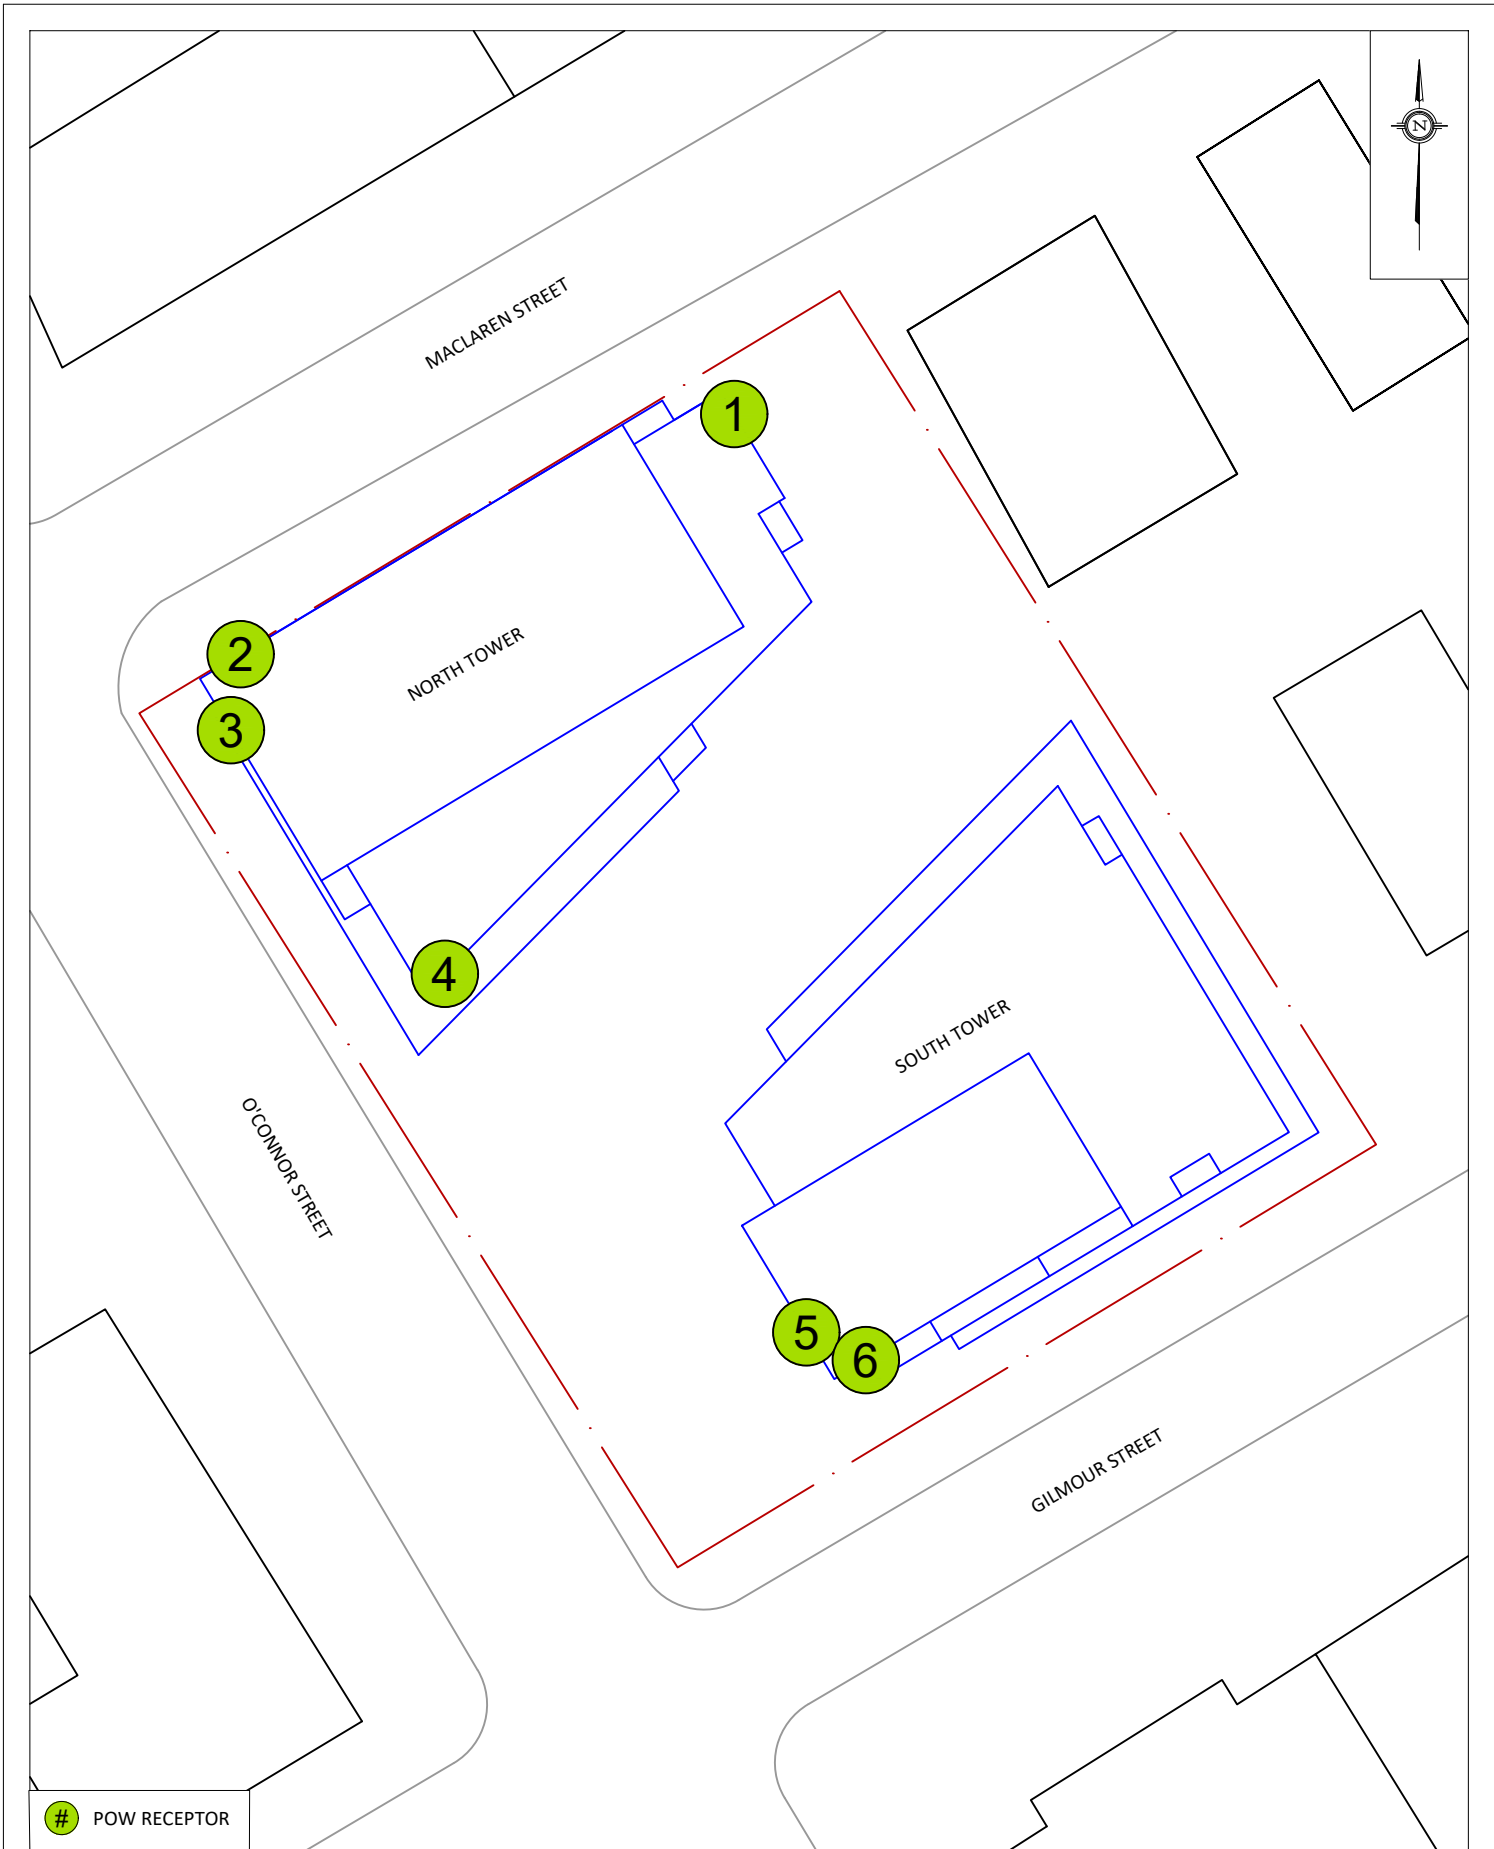 N
MACLAREN STREET
1
2
NORTH TOWER
3
4
SOUTH TOWER
O'CONNOR STREET
5
6
GILMOUR STREET
# POW RECEPTOR